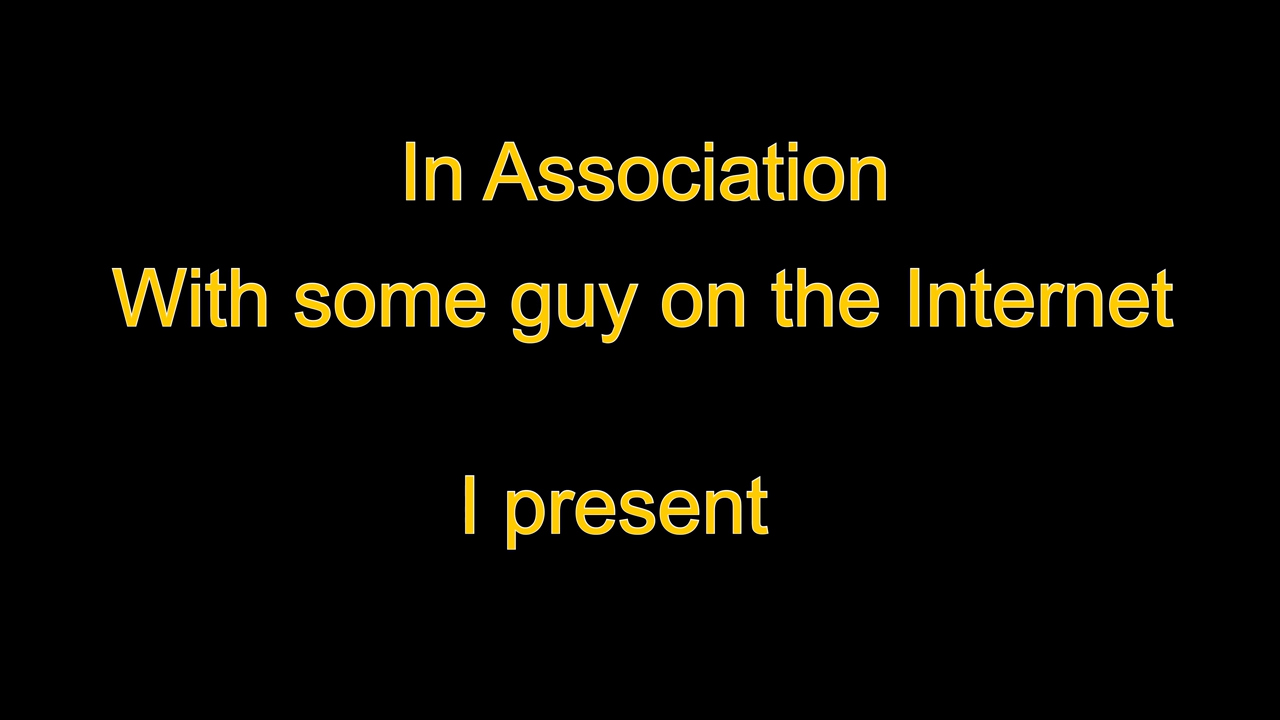 In Association
With some guy on the Internet
I present